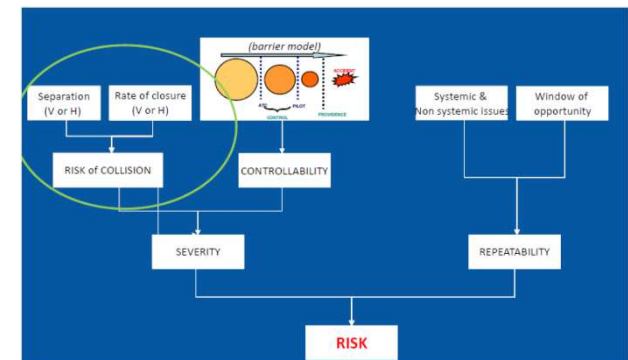 (barrier model)
ACCIDENT
ATC
PILOT
CONTROL
PROVIDENCE
Separation
(V or H)
Rate of closure
(V or H)
Systemic &
Non systemic issues
Window of
opportunity
RISK of COLLISION
CONTROLLABILITY
SEVERITY
REPEATABILITY
RISK